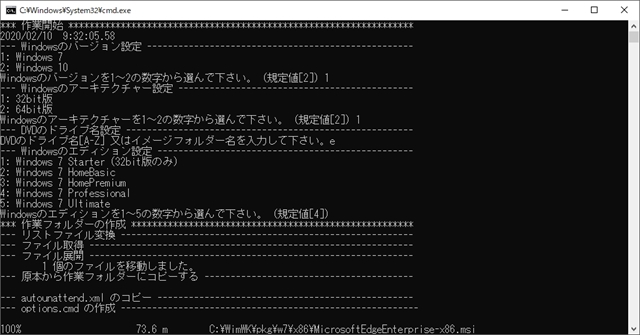 C:¥Windows¥System32¥cmd.exe
*** 作業開始 ******************************************************************
2020/02/10  9:32:05.58
--- Windowsのバージョン設定 ---------------------------------------------------
1: Windows 7
2: Windows 10
Windowsのバージョンを1～2の数字から選んで下さい。 (規定値[2]) 1
--- Windowsのアーキテクチャー設定 ---------------------------------------------
1: 32bit版
2: 64bit版
Windowsのアーキテクチャーを1～2の数字から選んで下さい。 (規定値[2]) 1
--- DVDのドライブ名設定 -------------------------------------------------------
DVDのドライブ名[A-Z] 又はイメージフォルダー名を入力して下さい。e
--- Windowsのエディション設定 -------------------------------------------------
1: Windows 7 Starter (32bit版のみ)
2: Windows 7 HomeBasic
3: Windows 7 HomePremium
4: Windows 7 Professional
5: Windows 7 Ultimate
Windowsのエディションを1～5の数字から選んで下さい。 (規定値[4])
*** 作業フォルダーの作成 ******************************************************
--- リストファイル変換 --------------------------------------------------------
--- ファイル取得 --------------------------------------------------------------
--- ファイル展開 --------------------------------------------------------------
        1 個のファイルを移動しました。
--- 原本から作業フォルダーにコピーする ----------------------------------------
--- autounattend.xml のコピー -------------------------------------------------
--- options.cmd の作成 --------------------------------------------------------
100%                      73.6 m        C:¥WimWK¥pkg¥w7¥x86¥MicrosoftEdgeEnterprise-x86.msi